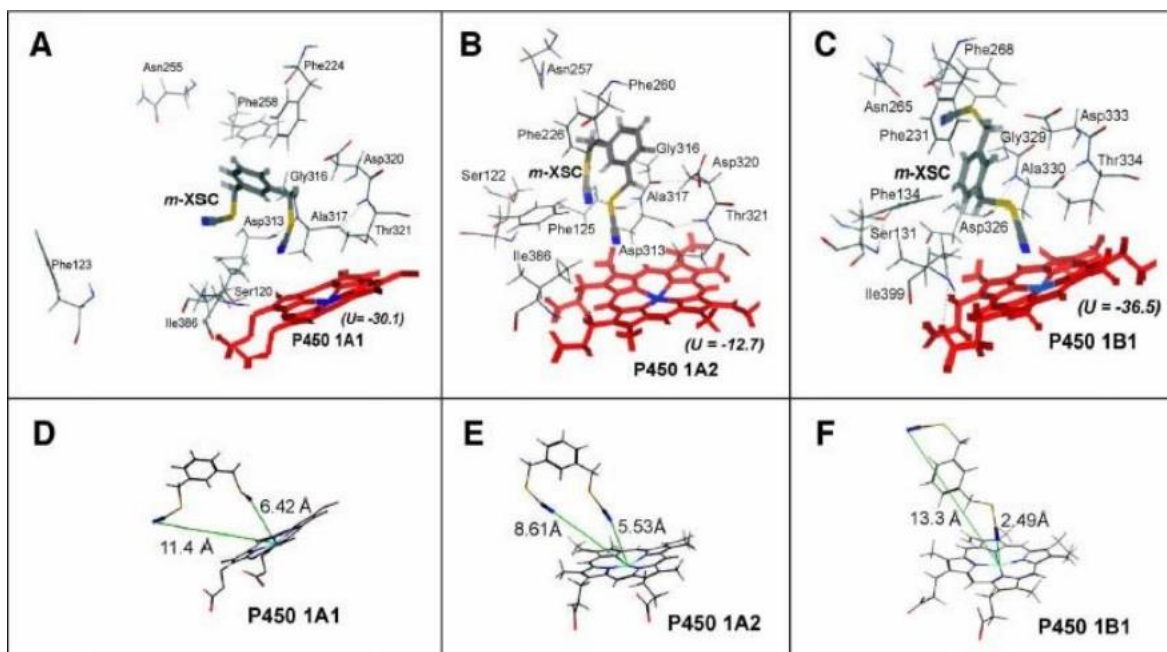 A
Asn255
Phe224
Phe258
Asp320
Gly316
m-XSC
Asp313
Ala317
Thr321
Phe123
Ser120
Ile386
(U= -30.1)
P450 1A1
B
Asn257
Phe260
Phe226
Gly316
Asp320
m-XSC
Ser122
Ala317
Thr321
Phe125
Asp313
Ile386
(U = -12.7)
P450 1A2
C
Phe268
Asn265
Asp333
Phe231
Gly329
m-XSC
Ala330
Thr334
Phe134
Ser131
Asp326
Ile399
(U = -36.5)
P450 1B1
D
6.42 Å
11.4 Å
P450 1A1
E
8.61Å
5.53Å
P450 1A2
F
13.3 Å
2.49Å
P450 1B1